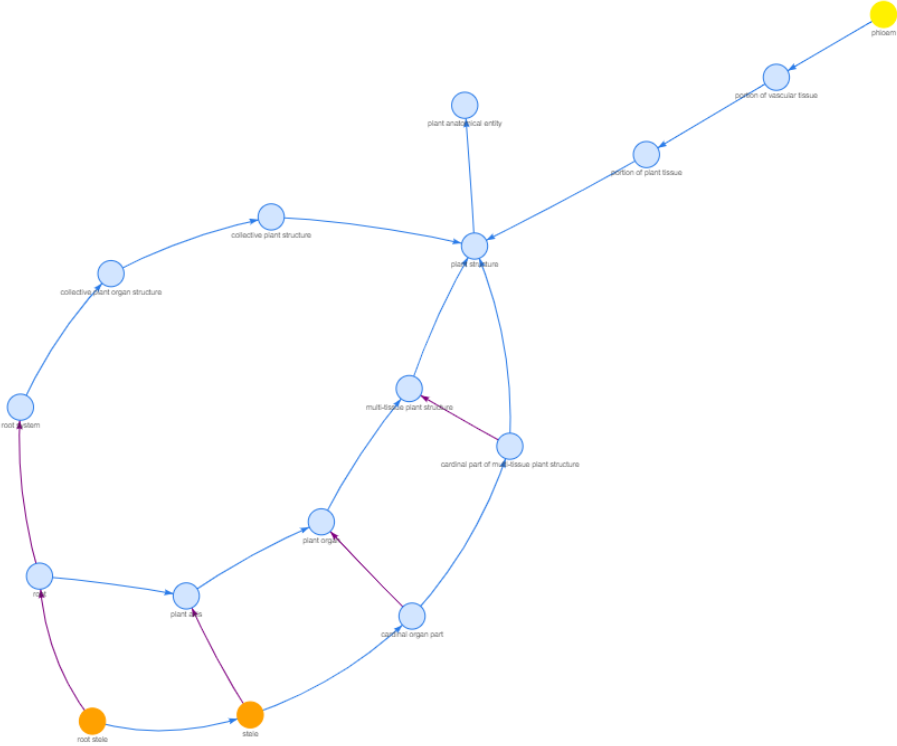 phloem
portion of vascular tissue
plant anatomical entity
portion of plant tissue
collective plant structure
plant structure
collective plant organ structure
multi-tissue plant structure
root system
cardinal part of multi-tissue plant structure
plant organ
root
plant axis
cardinal organ part
stele
root stele